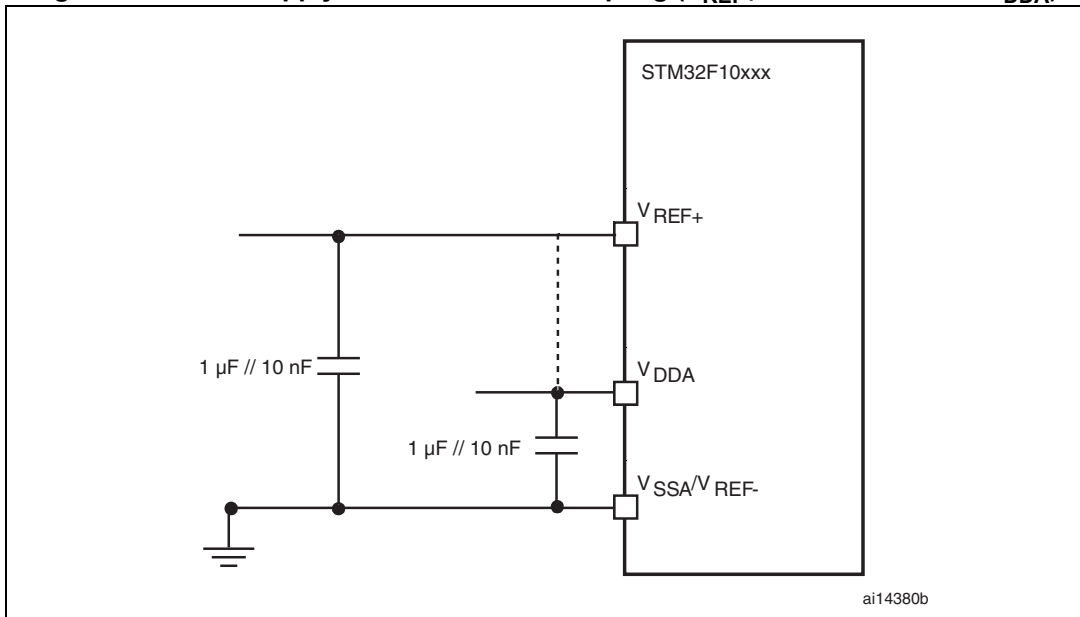 STM32F10xxx
VREF+
1 µF // 10 nF
VDDA
1 µF // 10 nF
VSSA/VREF-
ai14380b